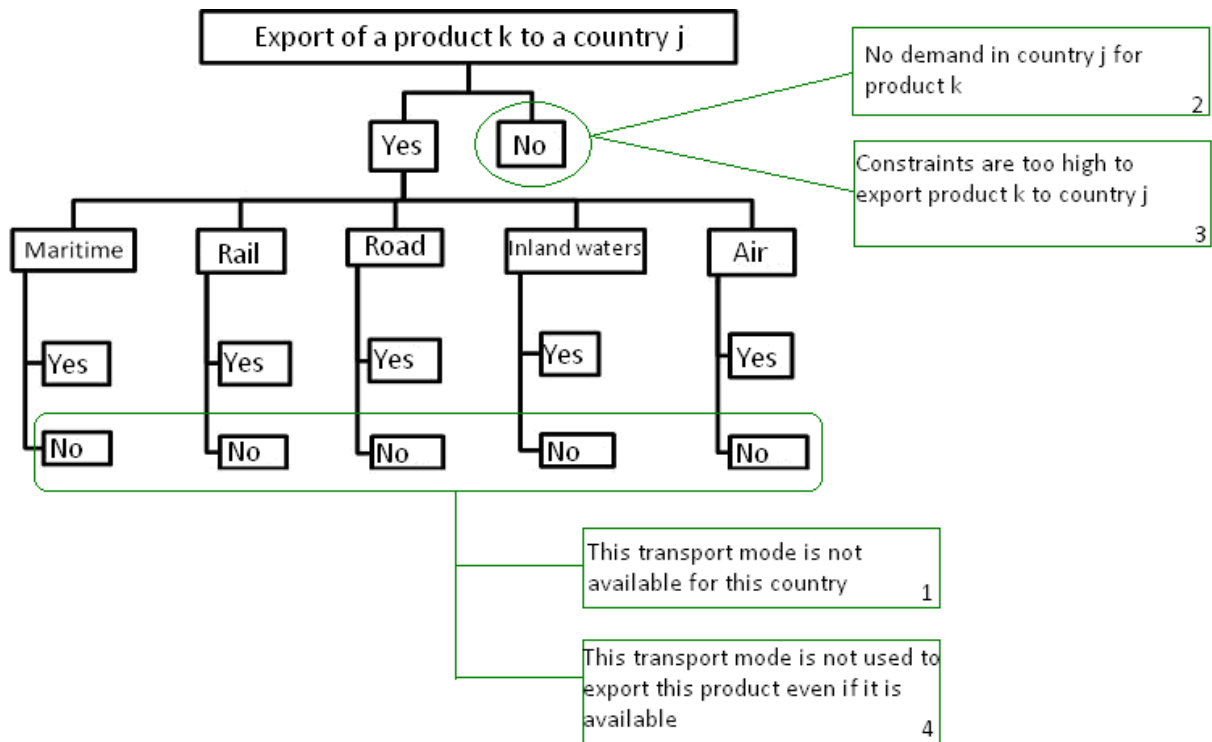 Export of a product k to a country j
No demand in country j for
product k
2
Yes
No
Constraints are too high to
export product k to country j
3
Maritime
Rail
Road
Inland waters
Air
Yes
Yes
Yes
Yes
Yes
No
No
No
No
No
This transport mode is not
available for this country
1
This transport mode is not used to
export this product even if it is
available
4